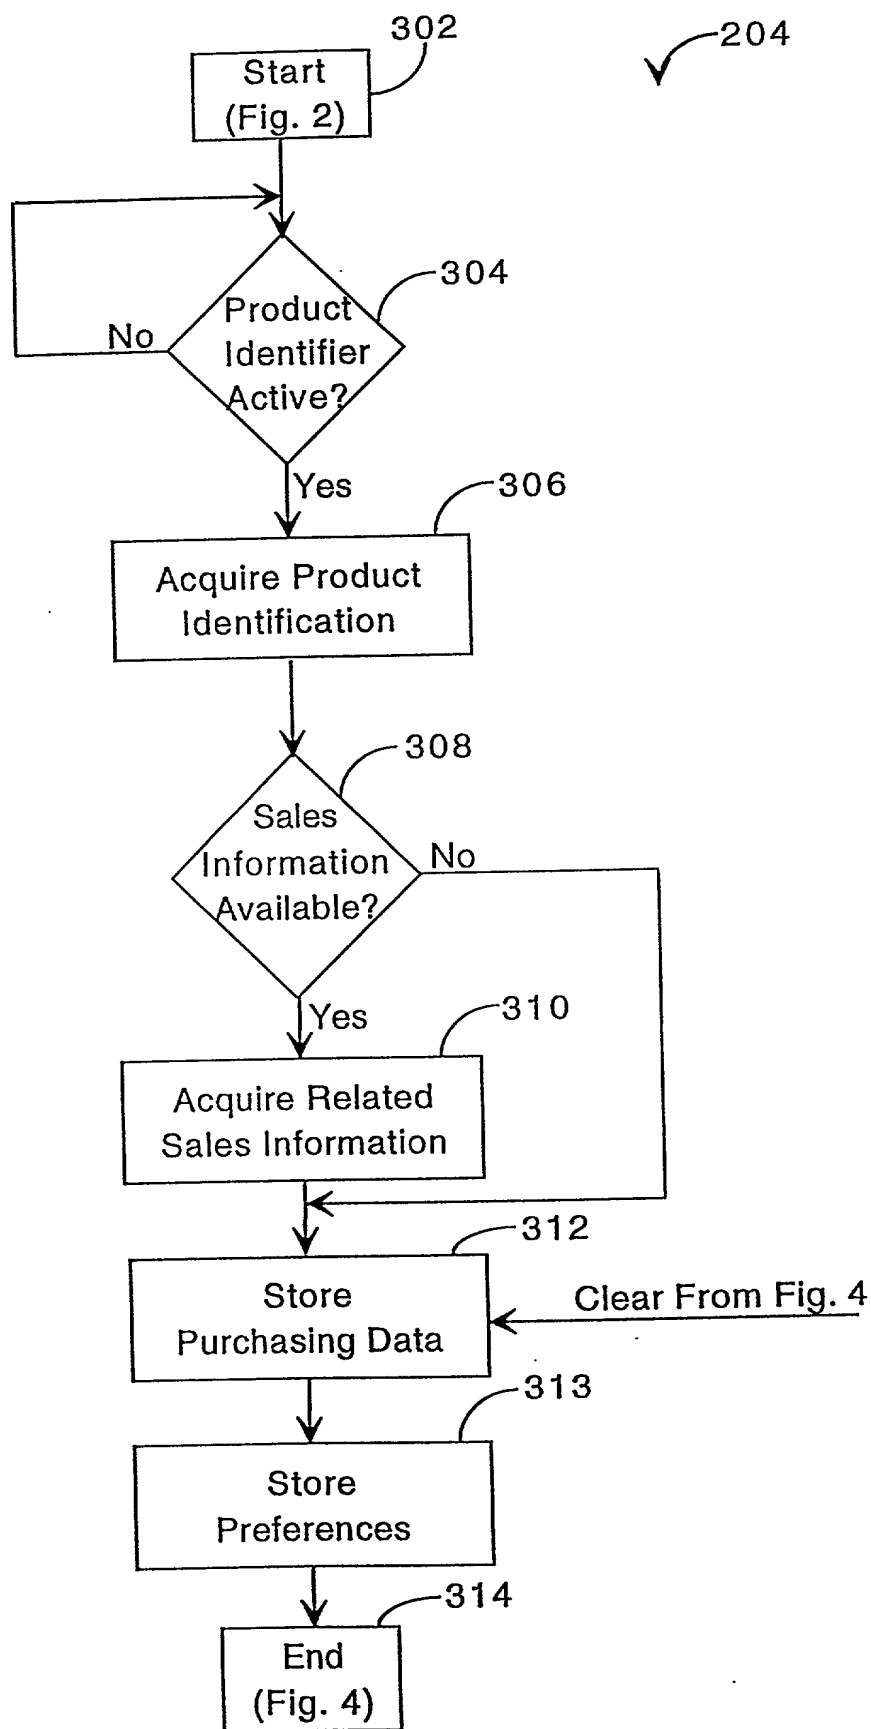 302
204
Start
(Fig. 2)
304
Product
Identifier
Active?
No
Yes
306
Acquire Product
Identification
308
Sales
Information
Available?
No
Yes
310
Acquire Related
Sales Information
312
Store
Purchasing Data
Clear From Fig. 4
313
Store
Preferences
314
End
(Fig. 4)